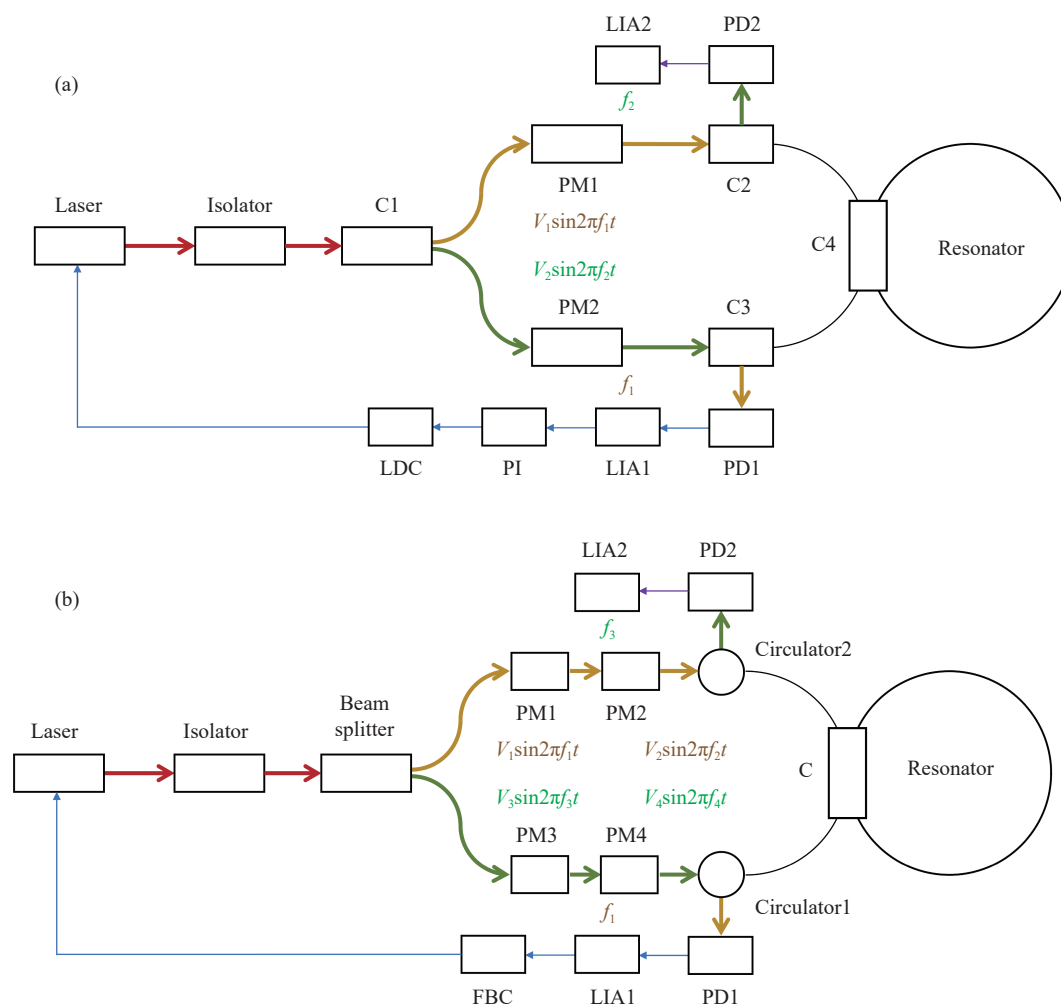 LIA2 PD2
(a)
f₂
PM1 C2
Laser Isolator C1
V₁sin2πf₁t
C4 Resonator
V₂sin2πf₂t
PM2 C3
f₁
LDC PI LIA1 PD1
LIA2 PD2
(b)
f₃
Circulator2
PM1 PM2
Beam
splitter
Laser Isolator
V₁sin2πf₁t V₂sin2πf₂t
C Resonator
V₃sin2πf₃t V₄sin2πf₄t
PM3 PM4
f₁
Circulator1
FBC LIA1 PD1